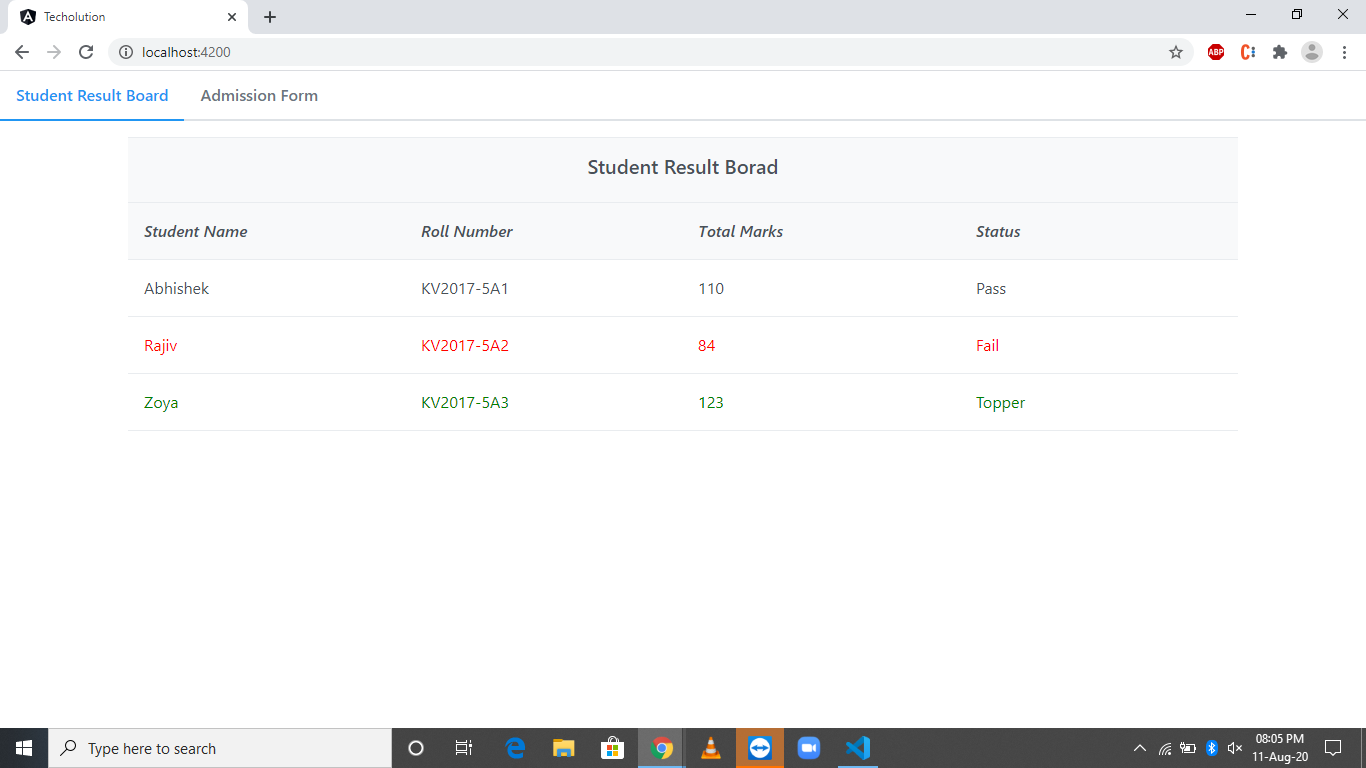 Techolution
localhost:4200
ABP
Student Result Board Admission Form
Student Result Borad
Student Name Roll Number Total Marks Status
Abhishek KV2017-5A1 110 Pass
Rajiv KV2017-5A2 84 Fail
Zoya KV2017-5A3 123 Topper
Type here to search
08:05 PM
11-Aug-20